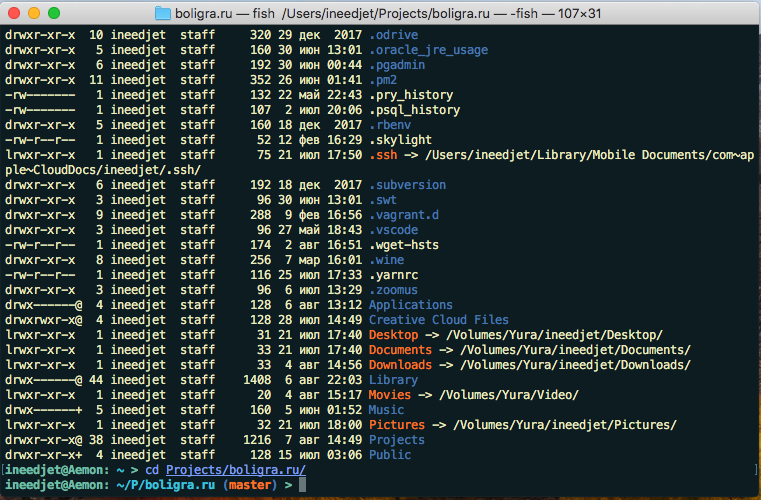 boligra.ru — fish /Users/ineedjet/Projects/boligra.ru — -fish — 107×31
drwxr-xr-x 10 ineedjet staff 320 29 дек 2017 .odrive
drwxr-xr-x 5 ineedjet staff 160 30 июн 13:01 .oracle_jre_usage
drwxr-xr-x 6 ineedjet staff 192 30 июн 00:44 .pgadmin
drwxr-xr-x 11 ineedjet staff 352 26 июн 01:41 .pm2
-rw------- 1 ineedjet staff 132 22 май 22:43 .pry_history
-rw------- 1 ineedjet staff 107 2 июл 20:06 .psql_history
drwxr-xr-x 5 ineedjet staff 160 18 дек 2017 .rbenv
-rw-r--r-- 1 ineedjet staff 52 12 фев 16:29 .skylight
lrwxr-xr-x 1 ineedjet staff 75 21 июл 17:50 .ssh -> /Users/ineedjet/Library/Mobile Documents/com~ap
ple~CloudDocs/ineedjet/.ssh/
drwxr-xr-x 6 ineedjet staff 192 18 дек 2017 .subversion
drwxr-xr-x 3 ineedjet staff 96 30 июн 13:01 .swt
drwxr-xr-x 9 ineedjet staff 288 9 фев 16:56 .vagrant.d
drwxr-xr-x 3 ineedjet staff 96 27 май 18:43 .vscode
-rw-r--r-- 1 ineedjet staff 174 2 авг 16:51 .wget-hsts
drwxr-xr-x 8 ineedjet staff 256 7 мар 16:01 .wine
-rw-r--r-- 1 ineedjet staff 116 25 июл 17:33 .yarnrc
drwxr-xr-x 3 ineedjet staff 96 6 июл 13:29 .zoomus
drwx------@ 4 ineedjet staff 128 6 авг 13:12 Applications
drwxrwxr-x@ 4 ineedjet staff 128 28 июл 14:49 Creative Cloud Files
lrwxr-xr-x 1 ineedjet staff 31 21 июл 17:40 Desktop -> /Volumes/Yura/ineedjet/Desktop/
lrwxr-xr-x 1 ineedjet staff 33 21 июл 17:40 Documents -> /Volumes/Yura/ineedjet/Documents/
lrwxr-xr-x 1 ineedjet staff 33 4 авг 14:56 Downloads -> /Volumes/Yura/ineedjet/Downloads/
drwx------@ 44 ineedjet staff 1408 6 авг 22:03 Library
lrwxr-xr-x 1 ineedjet staff 20 4 авг 15:17 Movies -> /Volumes/Yura/Video/
drwx------+ 5 ineedjet staff 160 5 июн 01:52 Music
lrwxr-xr-x 1 ineedjet staff 32 21 июл 18:00 Pictures -> /Volumes/Yura/ineedjet/Pictures/
drwxr-xr-x@ 38 ineedjet staff 1216 7 авг 14:49 Projects
drwxr-xr-x+ 4 ineedjet staff 128 15 июл 03:06 Public
[ineedjet@Aemon: ~ > cd Projects/boligra.ru/ ]
ineedjet@Aemon: ~/P/boligra.ru (master) >